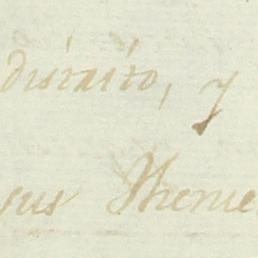 distrito, y
sus Theme